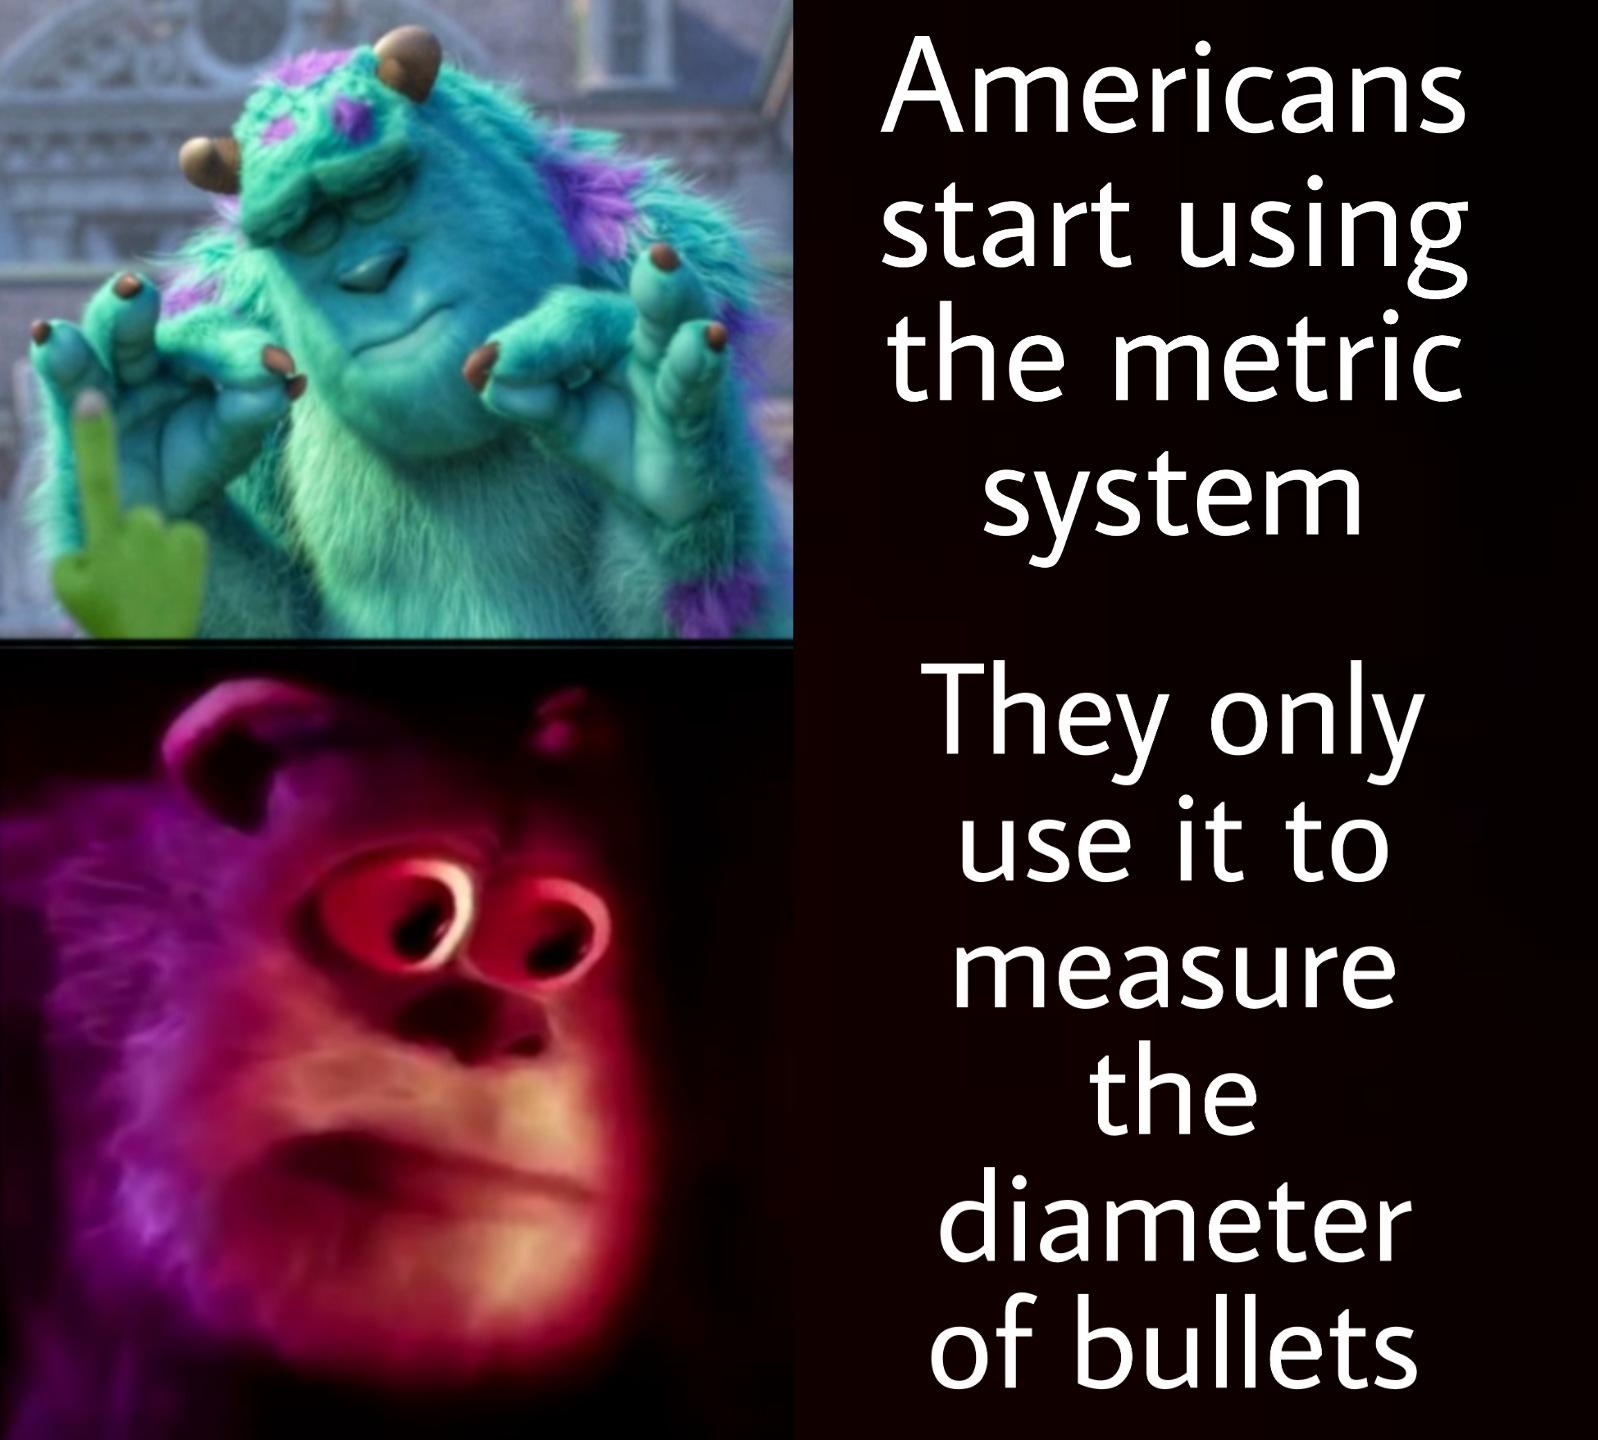 Americans
start using
the metric
system
They only
use it to
measure
the
diameter
of bullets